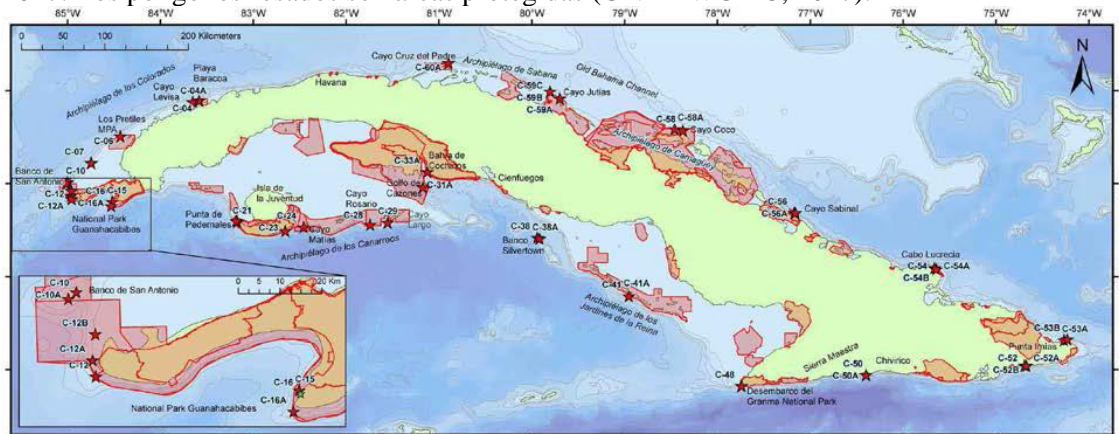 85°W 84°W 83°W 82°W 81°W 80°W 79°W 78°W 77°W 76°W 75°W 74°W
0 50 100 200 Kilometers
N
Cayo Cruz del Padre
C-60A
Archipiélago de Sabana
Old Bahama Channel
Playa
Baracoa
Archipiélago de los Colorados
Cayo
Levisa
C-04A
C-04
Havana
C-59C
C-59B
Cayo Jutías
C-59A
Los Pretiles
MPA
C-06
C-58
C-58A
Cayo Coco
Archipiélago de Camagüey
C-07
C-10
Banco de
San Antonio
C-12
C-12A
C-16
C-15
C-16A
National Park
Guanahacabibes
C-33A
Bahía de
Cochinos
Golfo de
Cazones
C-31A
Cienfuegos
Isla de
la Juventud
Cayo
Rosario
Punta de
Pedernales
C-21
C-24
C-23
Cayo
Matías
C-28
C-29
Cayo
Largo
Archipiélago de los Canarreos
C-56
C-56A
Cayo Sabinal
C-38
C-38A
Banco
Silvertown
Cabo Lucrecia
C-54
C-54A
C-54B
C-41
C-41A
Archipiélago de los
Jardines de la Reina
0 5 10 20 Km
C-10
C-10A
Banco de San Antonio
C-12B
C-12A
C-12
C-16
C-15
C-16A
National Park Guanahacabibes
C-53B
C-53A
Punta Imías
C-52
C-52A
C-52B
Sierra Maestra
Chivirico
C-50
C-50A
C-48
Desembarco del
Granma National Park